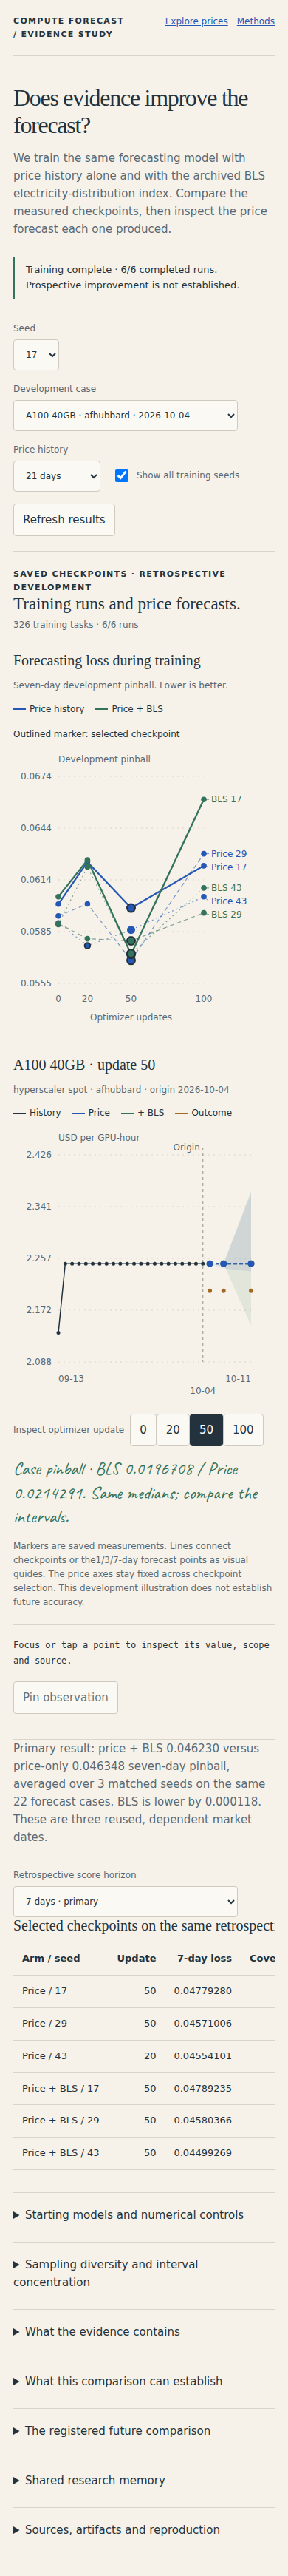 COMPUTE FORECAST
/ EVIDENCE STUDY
Explore prices Methods
Does evidence improve the
forecast?
We train the same forecasting model with
price history alone and with the archived BLS
electricity-distribution index. Compare the
measured checkpoints, then inspect the price
forecast each one produced.
Training complete · 6/6 completed runs.
Prospective improvement is not established.
Seed
17
Development case
A100 40GB · afhubbard · 2026-10-04
Price history
21 days
Show all training seeds
Refresh results
SAVED CHECKPOINTS · RETROSPECTIVE
DEVELOPMENT
Training runs and price forecasts.
326 training tasks · 6/6 runs
Forecasting loss during training
Seven-day development pinball. Lower is better.
Price history Price + BLS
Outlined marker: selected checkpoint
Development pinball
0.0674
BLS 17
0.0644
Price 29
0.0614
Price 17
BLS 43
Price 43
BLS 29
0.0585
0.0555
0 20 50 100
Optimizer updates
A100 40GB · update 50
hyperscaler spot · afhubbard · origin 2026-10-04
History Price + BLS Outcome
USD per GPU-hour
Origin
2.426
2.341
2.257
2.172
2.088
09-13 10-11
10-04
Inspect optimizer update 0 20 50 100
Case pinball · BLS 0.0196708 / Price
0.0214291. Same medians; compare the
intervals.
Markers are saved measurements. Lines connect
checkpoints or the1/3/7-day forecast points as visual
guides. The price axes stay fixed across checkpoint
selection. This development illustration does not establish
future accuracy.
Focus or tap a point to inspect its value, scope
and source.
Pin observation
Primary result: price + BLS 0.046230 versus
price-only 0.046348 seven-day pinball,
averaged over 3 matched seeds on the same
22 forecast cases. BLS is lower by 0.000118.
These are three reused, dependent market
dates.
Retrospective score horizon
7 days · primary
Selected checkpoints on the same retrospect
Arm / seed Update 7-day loss Cove
Price / 17 50 0.04779280
Price / 29 50 0.04571006
Price / 43 20 0.04554101
Price + BLS / 17 50 0.04789235
Price + BLS / 29 50 0.04580366
Price + BLS / 43 50 0.04499269
Starting models and numerical controls
Sampling diversity and interval
concentration
What the evidence contains
What this comparison can establish
The registered future comparison
Shared research memory
Sources, artifacts and reproduction